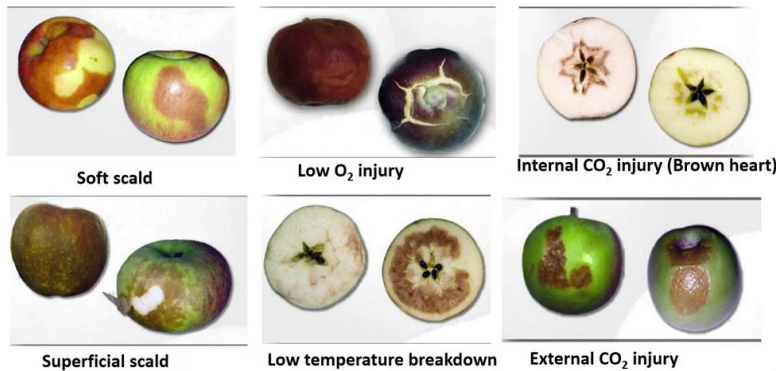 Soft scald
Low O₂ injury
Internal CO₂ injury (Brown heart)
Superficial scald
Low temperature breakdown
External CO₂ injury